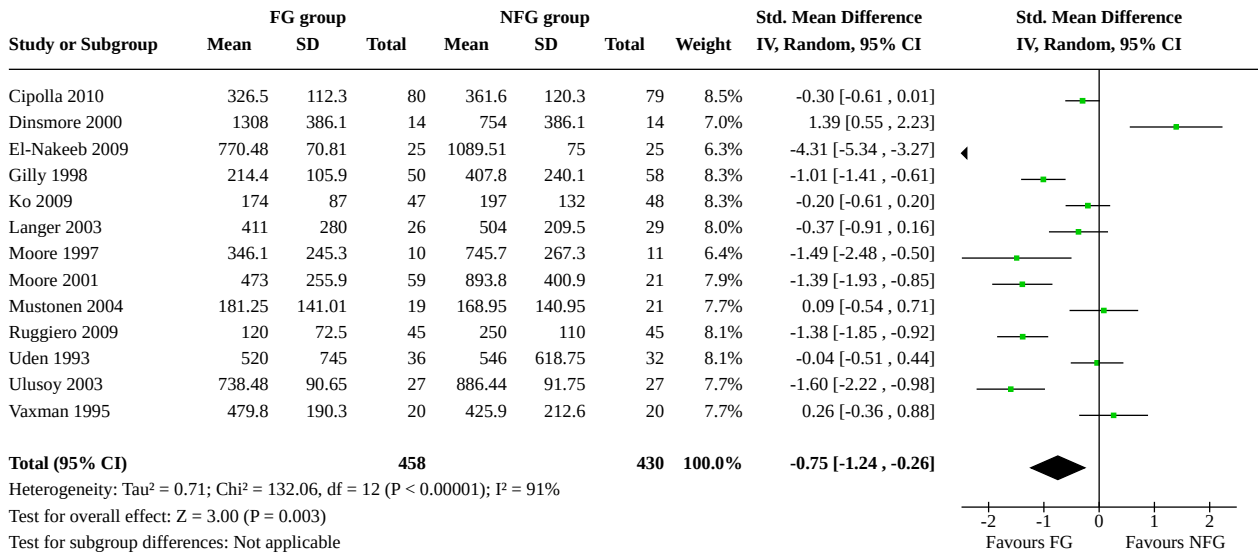 FG group NFG group Std. Mean Difference Std. Mean Difference
Study or Subgroup Mean SD Total Mean SD Total Weight IV, Random, 95% CI IV, Random, 95% CI
Cipolla 2010 326.5 112.3 80 361.6 120.3 79 8.5% -0.30 [-0.61 , 0.01]
Dinsmore 2000 1308 386.1 14 754 386.1 14 7.0% 1.39 [0.55 , 2.23]
El-Nakeeb 2009 770.48 70.81 25 1089.51 75 25 6.3% -4.31 [-5.34 , -3.27]
Gilly 1998 214.4 105.9 50 407.8 240.1 58 8.3% -1.01 [-1.41 , -0.61]
Ko 2009 174 87 47 197 132 48 8.3% -0.20 [-0.61 , 0.20]
Langer 2003 411 280 26 504 209.5 29 8.0% -0.37 [-0.91 , 0.16]
Moore 1997 346.1 245.3 10 745.7 267.3 11 6.4% -1.49 [-2.48 , -0.50]
Moore 2001 473 255.9 59 893.8 400.9 21 7.9% -1.39 [-1.93 , -0.85]
Mustonen 2004 181.25 141.01 19 168.95 140.95 21 7.7% 0.09 [-0.54 , 0.71]
Ruggiero 2009 120 72.5 45 250 110 45 8.1% -1.38 [-1.85 , -0.92]
Uden 1993 520 745 36 546 618.75 32 8.1% -0.04 [-0.51 , 0.44]
Ulusoy 2003 738.48 90.65 27 886.44 91.75 27 7.7% -1.60 [-2.22 , -0.98]
Vaxman 1995 479.8 190.3 20 425.9 212.6 20 7.7% 0.26 [-0.36 , 0.88]
Total (95% CI) 458 430 100.0% -0.75 [-1.24 , -0.26]
Heterogeneity: Tau² = 0.71; Chi² = 132.06, df = 12 (P < 0.00001); I² = 91%
Test for overall effect: Z = 3.00 (P = 0.003)
Test for subgroup differences: Not applicable
-2 -1 0 1 2
Favours FG Favours NFG